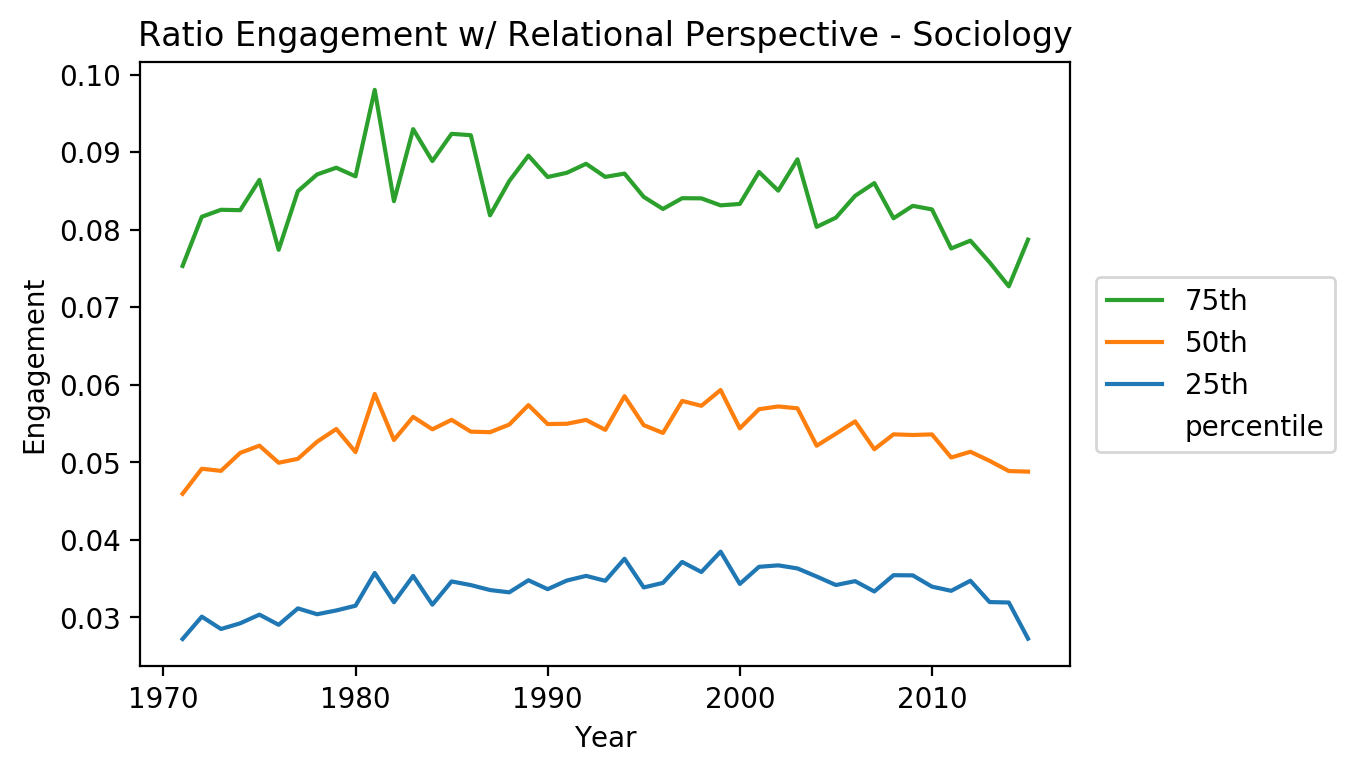 Ratio Engagement w/ Relational Perspective - Sociology
0.10
0.09
0.08
0.07
0.06
0.05
0.04
0.03
Engagement
1970 1980 1990 2000 2010
Year
75th
50th
25th
percentile